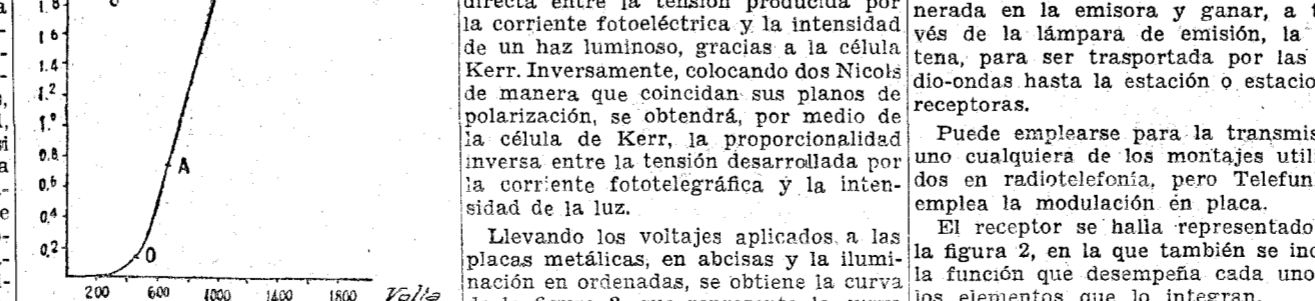 1.8
1.6
1.4
1.2
1.0
0.8
0.6
0.4
0.2
A
O
200 600 1000 1400 1800 Volta
directa entre la tensión producida por
la corriente fotoeléctrica y la intensidad
de un haz luminoso, gracias a la célula
Kerr. Inversamente, colocando dos Nicols
de manera que coincidan sus planos de
polarización, se obtendrá, por medio de
la célula de Kerr, la proporcionalidad
inversa entre la tensión desarrollada por
la corriente fototelegráfica y la inten-
sidad de la luz.
Llevando los voltajes aplicados a las
placas metálicas, en abcisas y la ilumi-
nación en ordenadas, se obtiene la curva
nerada en la emisora y ganar, a t
vés de la lámpara de emisión, la
tena, para ser trasportada por las
dio-ondas hasta la estación o estacio
receptoras.
Puede emplearse para la transmis
uno cualquiera de los montajes util
dos en radiotelefonía, pero Telefun
emplea la modulación en placa.
El receptor se halla representado
la figura 2, en la que también se ind
la función que desempeña cada uno
los elementos que lo integran.